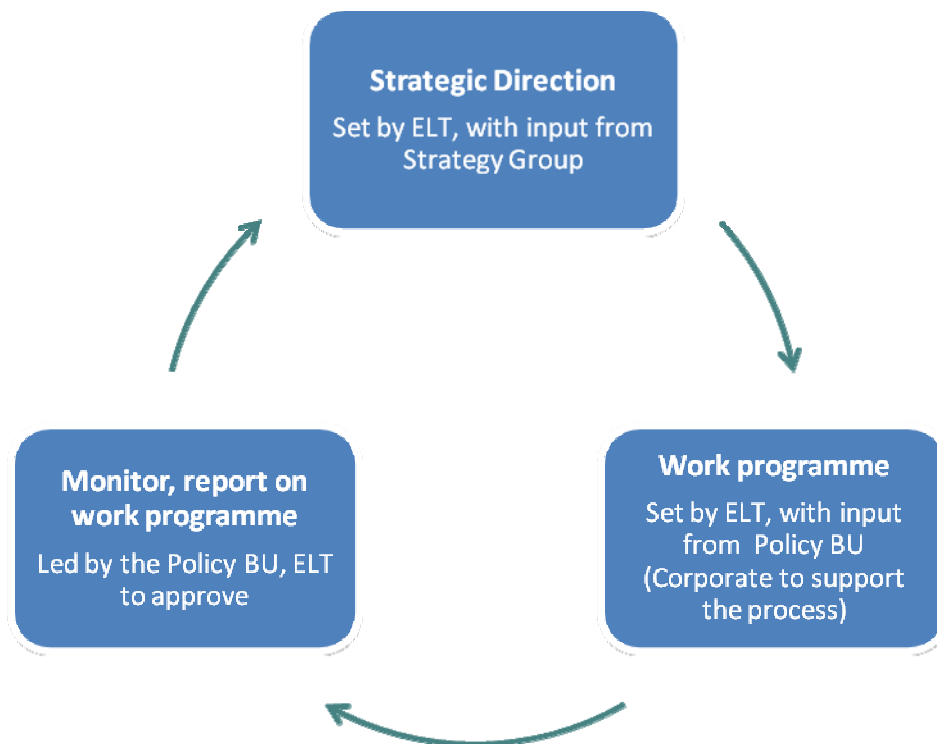 Strategic Direction
Set by ELT, with input from
Strategy Group
Work programme
Set by ELT, with input
from Policy BU
(Corporate to support
the process)
Monitor, report on
work programme
Led by the Policy BU, ELT
to approve